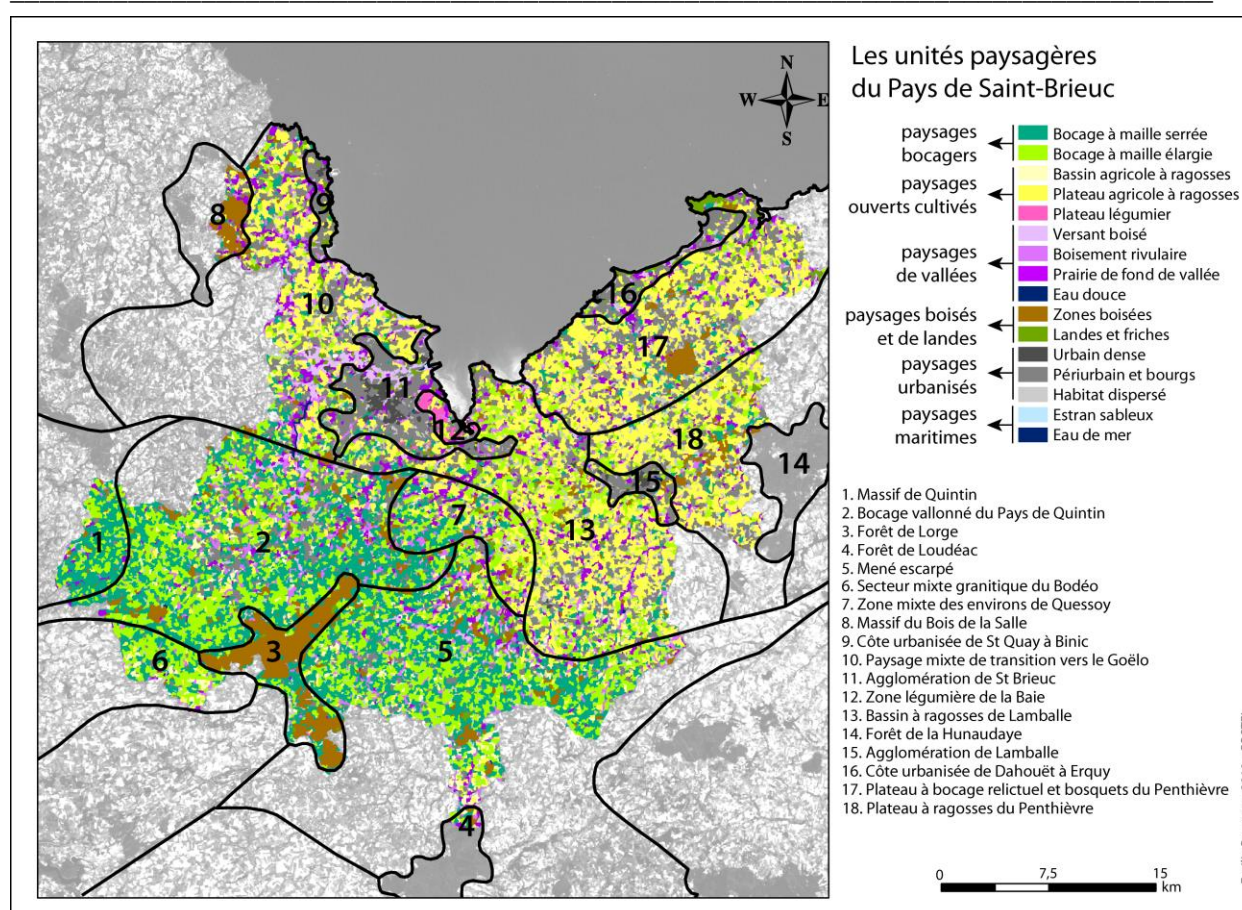 N
W E
S
8
9
10
16
17
11
12
18
14
15
7
13
1
2
3
5
6
4
Les unités paysagères
du Pays de Saint-Brieuc
paysages
bocagers
Bocage à maille serrée
Bocage à maille élargie
paysages
ouverts cultivés
Bassin agricole à ragosses
Plateau agricole à ragosses
Plateau légumier
paysages
de vallées
Versant boisé
Boisement rivulaire
Prairie de fond de vallée
Eau douce
paysages boisés
et de landes
Zones boisées
Landes et friches
paysages
urbanisés
Urbain dense
Périurbain et bourgs
Habitat dispersé
paysages
maritimes
Estran sableux
Eau de mer
1. Massif de Quintin
2. Bocage vallonné du Pays de Quintin
3. Forêt de Lorge
4. Forêt de Loudéac
5. Mené escarpé
6. Secteur mixte granitique du Bodéo
7. Zone mixte des environs de Quessoy
8. Massif du Bois de la Salle
9. Côte urbanisée de St Quay à Binic
10. Paysage mixte de transition vers le Goëlo
11. Agglomération de St Brieuc
12. Zone légumière de la Baie
13. Bassin à ragosses de Lamballe
14. Forêt de la Hunaudaye
15. Agglomération de Lamballe
16. Côte urbanisée de Dahouët à Erquy
17. Plateau à bocage relictuel et bosquets du Penthièvre
18. Plateau à ragosses du Penthièvre
0 7,5 15
km